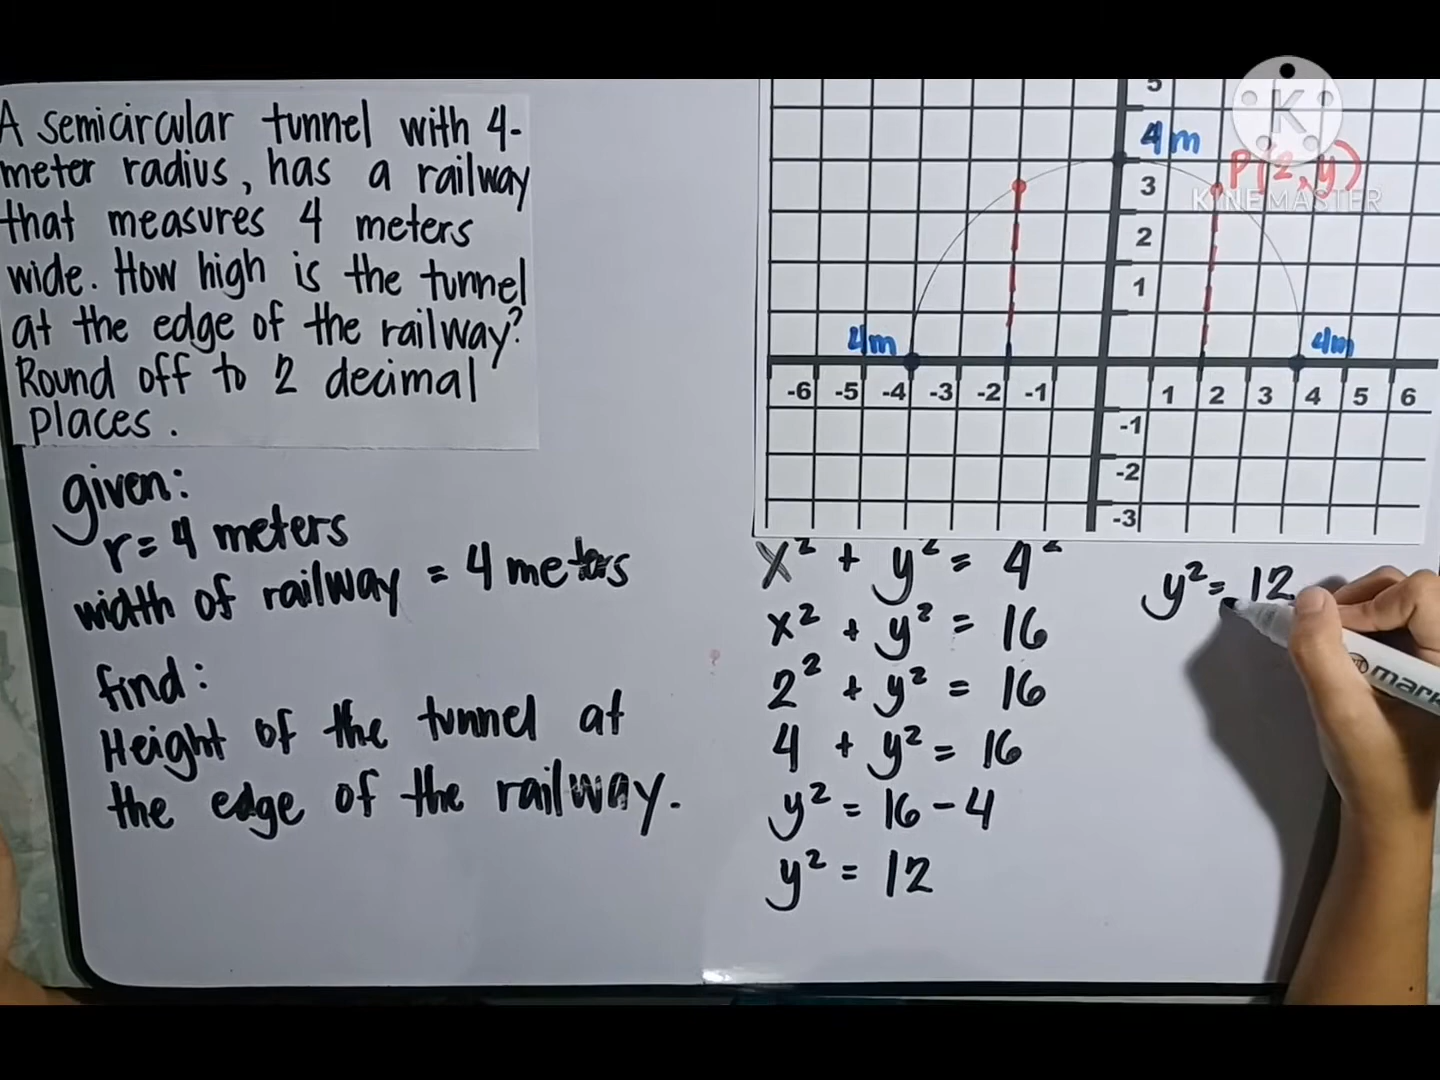 A semicircular tunnel with 4-
meter radius, has a railway
that measures 4 meters
wide. How high is the tunnel
at the edge of the railway?
Round off to 2 decimal
places.
given:
r = 4 meters
width of railway = 4 meters
find:
Height of the tunnel at
the edge of the railway.
5
4m
P(2,y)
3
2
1
4m
4m
-6 -5 -4 -3 -2 -1 1 2 3 4 5 6
-1
-2
-3
K
KINEMASTER
x² + y² = 4²
x² + y² = 16
2² + y² = 16
4 + y² = 16
y² = 16 - 4
y² = 12
y² = 12
mark